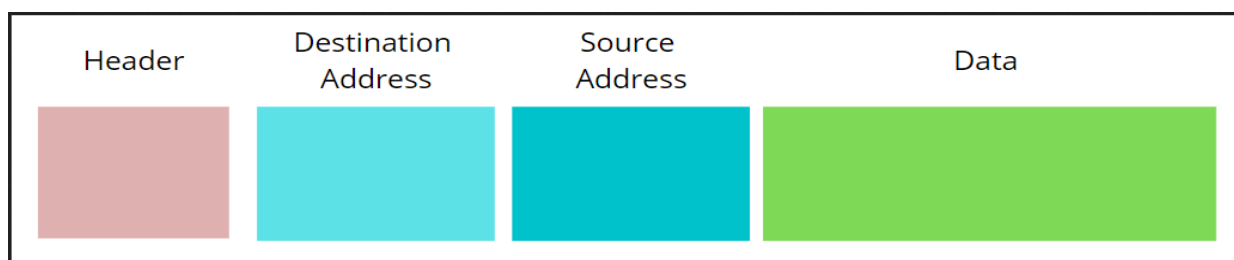 Header
Destination
Address
Source
Address
Data